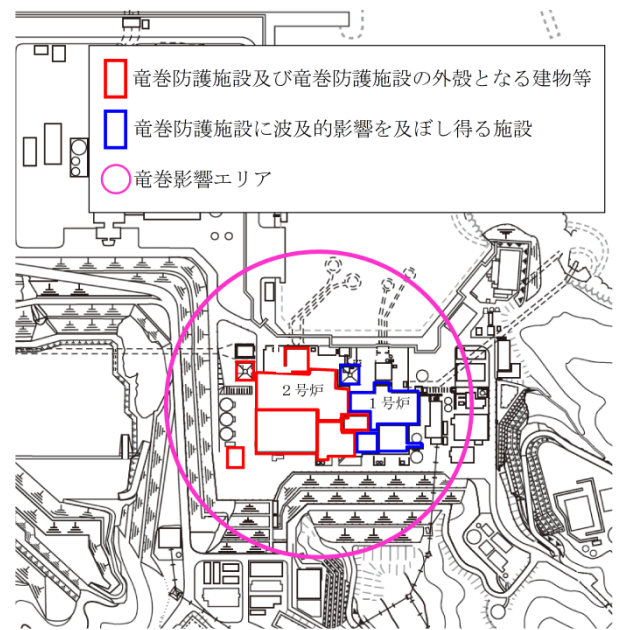 竜巻防護施設及び竜巻防護施設の外殻となる建物等
竜巻防護施設に波及的影響を及ぼし得る施設
竜巻影響エリア
２号炉
１号炉